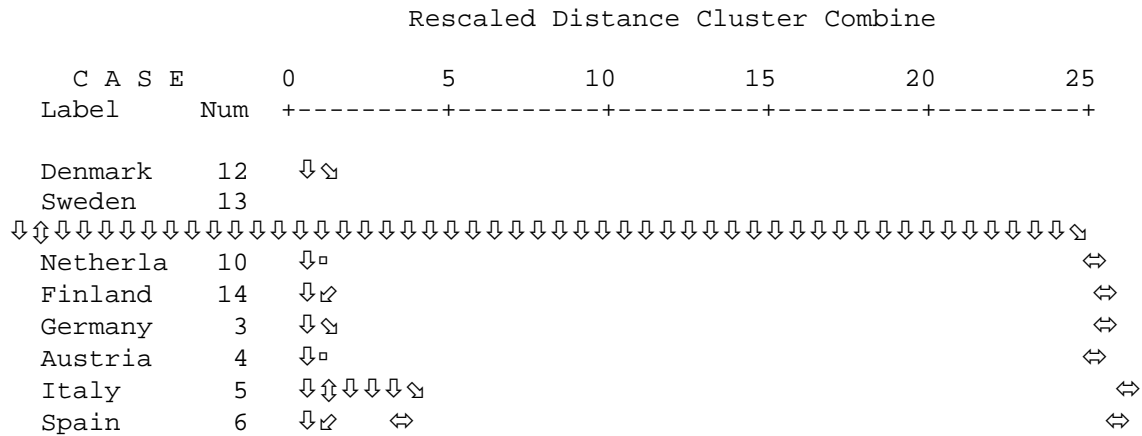 Rescaled Distance Cluster Combine
C A S E 0 5 10 15 20 25
Label Num +---------+---------+---------+---------+---------+
Denmark 12 ⇩⬂
Sweden 13
⇩⇳⇩⇩⇩⇩⇩⇩⇩⇩⇩⇩⇩⇩⇩⇩⇩⇩⇩⇩⇩⇩⇩⇩⇩⇩⇩⇩⇩⇩⇩⇩⇩⇩⇩⇩⇩⇩⇩⇩⇩⇩⇩⇩⇩⇩⇩⇩⇩⬂
Netherla 10 ⇩▫ ⬄
Finland 14 ⇩⬃ ⬄
Germany 3 ⇩⬂ ⬄
Austria 4 ⇩▫ ⬄
Italy 5 ⇩⇳⇩⇩⇩⬂ ⬄
Spain 6 ⇩⬃ ⬄ ⬄